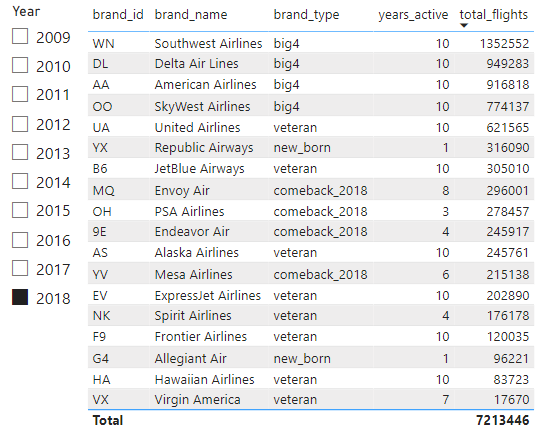 Year
2009
2010
2011
2012
2013
2014
2015
2016
2017
2018
brand_id brand_name brand_type years_active total_flights
WN Southwest Airlines big4 10 1352552
DL Delta Air Lines big4 10 949283
AA American Airlines big4 10 916818
OO SkyWest Airlines big4 10 774137
UA United Airlines veteran 10 621565
YX Republic Airways new_born 1 316090
B6 JetBlue Airways veteran 10 305010
MQ Envoy Air comeback_2018 8 296001
OH PSA Airlines comeback_2018 3 278457
9E Endeavor Air comeback_2018 4 245917
AS Alaska Airlines veteran 10 245761
YV Mesa Airlines comeback_2018 6 215138
EV ExpressJet Airlines veteran 10 202890
NK Spirit Airlines veteran 4 176178
F9 Frontier Airlines veteran 10 120035
G4 Allegiant Air new_born 1 96221
HA Hawaiian Airlines veteran 10 83723
VX Virgin America veteran 7 17670
Total 7213446